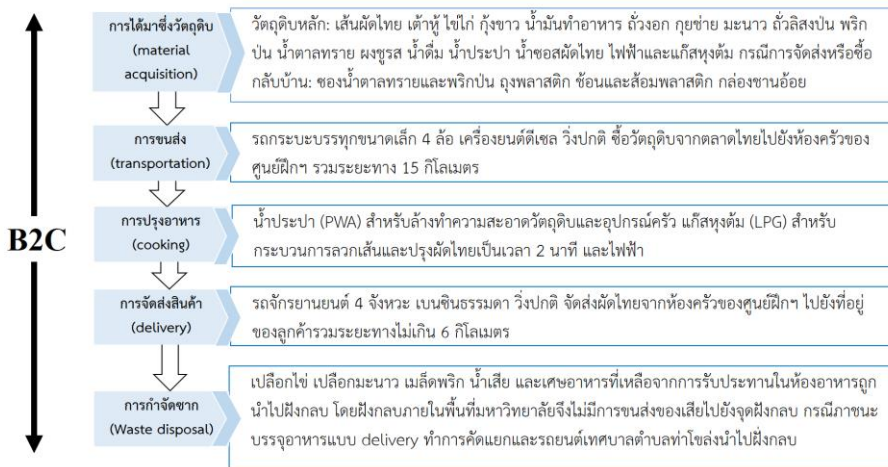 การได้มาซึ่งวัตถุดิบ
(material
acquisition)
วัตถุดิบหลัก: เส้นผัดไทย เต้าหู้ ไข่ไก่ กุ้งขาว น้ำมันทำอาหาร ถั่วงอก กุยช่าย มะนาว ถั่วลิสงป่น พริก
ป่น น้ำตาลทราย ผงชูรส น้ำดื่ม น้ำประปา น้ำซอสผัดไทย ไฟฟ้าและแก๊สหุงต้ม กรณีการจัดส่งหรือซื้อ
กลับบ้าน: ซองน้ำตาลทรายและพริกป่น ถุงพลาสติก ช้อนและส้อมพลาสติก กล่องชานอ้อย
การขนส่ง
(transportation)
รถกระบะบรรทุกขนาดเล็ก 4 ล้อ เครื่องยนต์ดีเซล วิ่งปกติ ซื้อวัตถุดิบจากตลาดไทยไปยังห้องครัวของ
ศูนย์ฝึกฯ รวมระยะทาง 15 กิโลเมตร
B2C
การปรุงอาหาร
(cooking)
น้ำประปา (PWA) สำหรับล้างทำความสะอาดวัตถุดิบและอุปกรณ์ครัว แก๊สหุงต้ม (LPG) สำหรับ
กระบวนการลวกเส้นและปรุงผัดไทยเป็นเวลา 2 นาที และไฟฟ้า
การจัดส่งสินค้า
(delivery)
รถจักรยานยนต์ 4 จังหวะ เบนซินธรรมดา วิ่งปกติ จัดส่งผัดไทยจากห้องครัวของศูนย์ฝึกฯ ไปยังที่อยู่
ของลูกค้ารวมระยะทางไม่เกิน 6 กิโลเมตร
การกำจัดซาก
(Waste disposal)
เปลือกไข่ เปลือกมะนาว เมล็ดพริก น้ำเสีย และเศษอาหารที่เหลือจากการรับประทานในห้องอาหารถูก
นำไปฝังกลบ โดยฝังกลบภายในพื้นที่มหาวิทยาลัยจึงไม่มีการขนส่งของเสียไปยังจุดฝังกลบ กรณีภาชนะ
บรรจุอาหารแบบ delivery ทำการคัดแยกและรถยนต์เทศบาลตำบลท่าโขลงนำไปฝังกลบ